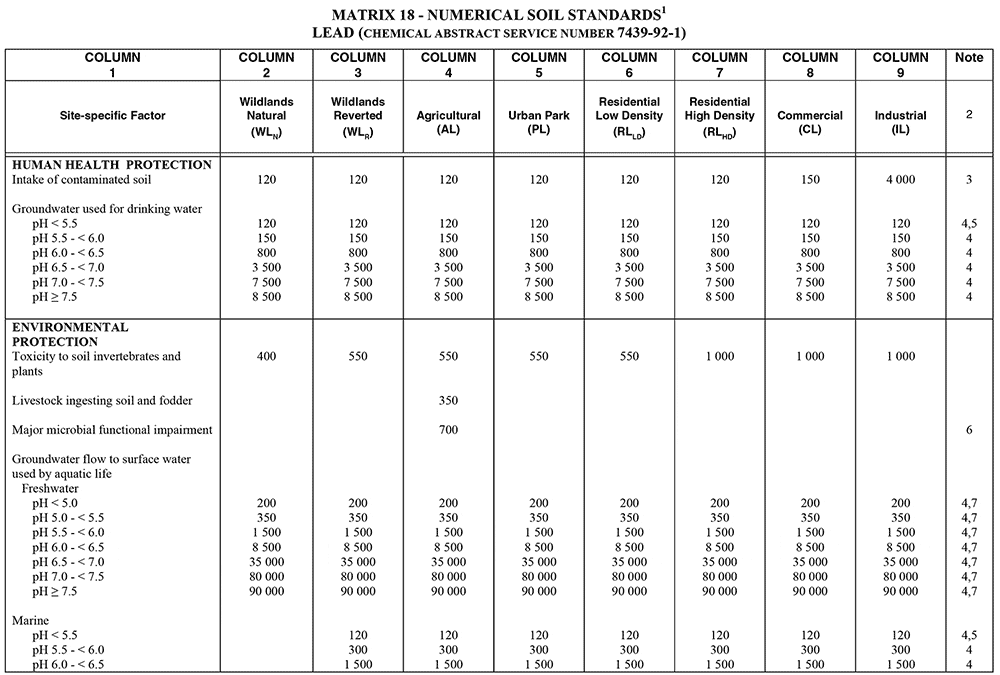 MATRIX 18 - NUMERICAL SOIL STANDARDS1
LEAD (CHEMICAL ABSTRACT SERVICE NUMBER 7439-92-1)
COLUMN 1 COLUMN 2 COLUMN 3 COLUMN 4 COLUMN 5 COLUMN 6 COLUMN 7 COLUMN 8 COLUMN 9 Note
Site-specific Factor Wildlands Natural (WLN) Wildlands Reverted (WLR) Agricultural (AL) Urban Park (PL) Residential Low Density (RLLD) Residential High Density (RLHD) Commercial (CL) Industrial (IL) 2
HUMAN HEALTH PROTECTION
Intake of contaminated soil 120 120 120 120 120 120 150 4 000 3
Groundwater used for drinking water
pH < 5.5 120 120 120 120 120 120 120 120 4,5
pH 5.5 - < 6.0 150 150 150 150 150 150 150 150 4
pH 6.0 - < 6.5 800 800 800 800 800 800 800 800 4
pH 6.5 - < 7.0 3 500 3 500 3 500 3 500 3 500 3 500 3 500 3 500 4
pH 7.0 - < 7.5 7 500 7 500 7 500 7 500 7 500 7 500 7 500 7 500 4
pH ≥ 7.5 8 500 8 500 8 500 8 500 8 500 8 500 8 500 8 500 4
ENVIRONMENTAL
PROTECTION
Toxicity to soil invertebrates and 400 550 550 550 550 1 000 1 000 1 000
plants
Livestock ingesting soil and fodder 350
Major microbial functional impairment 700 6
Groundwater flow to surface water
used by aquatic life
Freshwater
pH < 5.0 200 200 200 200 200 200 200 200 4,7
pH 5.0 - < 5.5 350 350 350 350 350 350 350 350 4,7
pH 5.5 - < 6.0 1 500 1 500 1 500 1 500 1 500 1 500 1 500 1 500 4,7
pH 6.0 - < 6.5 8 500 8 500 8 500 8 500 8 500 8 500 8 500 8 500 4,7
pH 6.5 - < 7.0 35 000 35 000 35 000 35 000 35 000 35 000 35 000 35 000 4,7
pH 7.0 - < 7.5 80 000 80 000 80 000 80 000 80 000 80 000 80 000 80 000 4,7
pH ≥ 7.5 90 000 90 000 90 000 90 000 90 000 90 000 90 000 90 000 4,7
Marine
pH < 5.5 120 120 120 120 120 120 120 4,5
pH 5.5 - < 6.0 300 300 300 300 300 300 300 4
pH 6.0 - < 6.5 1 500 1 500 1 500 1 500 1 500 1 500 1 500 4